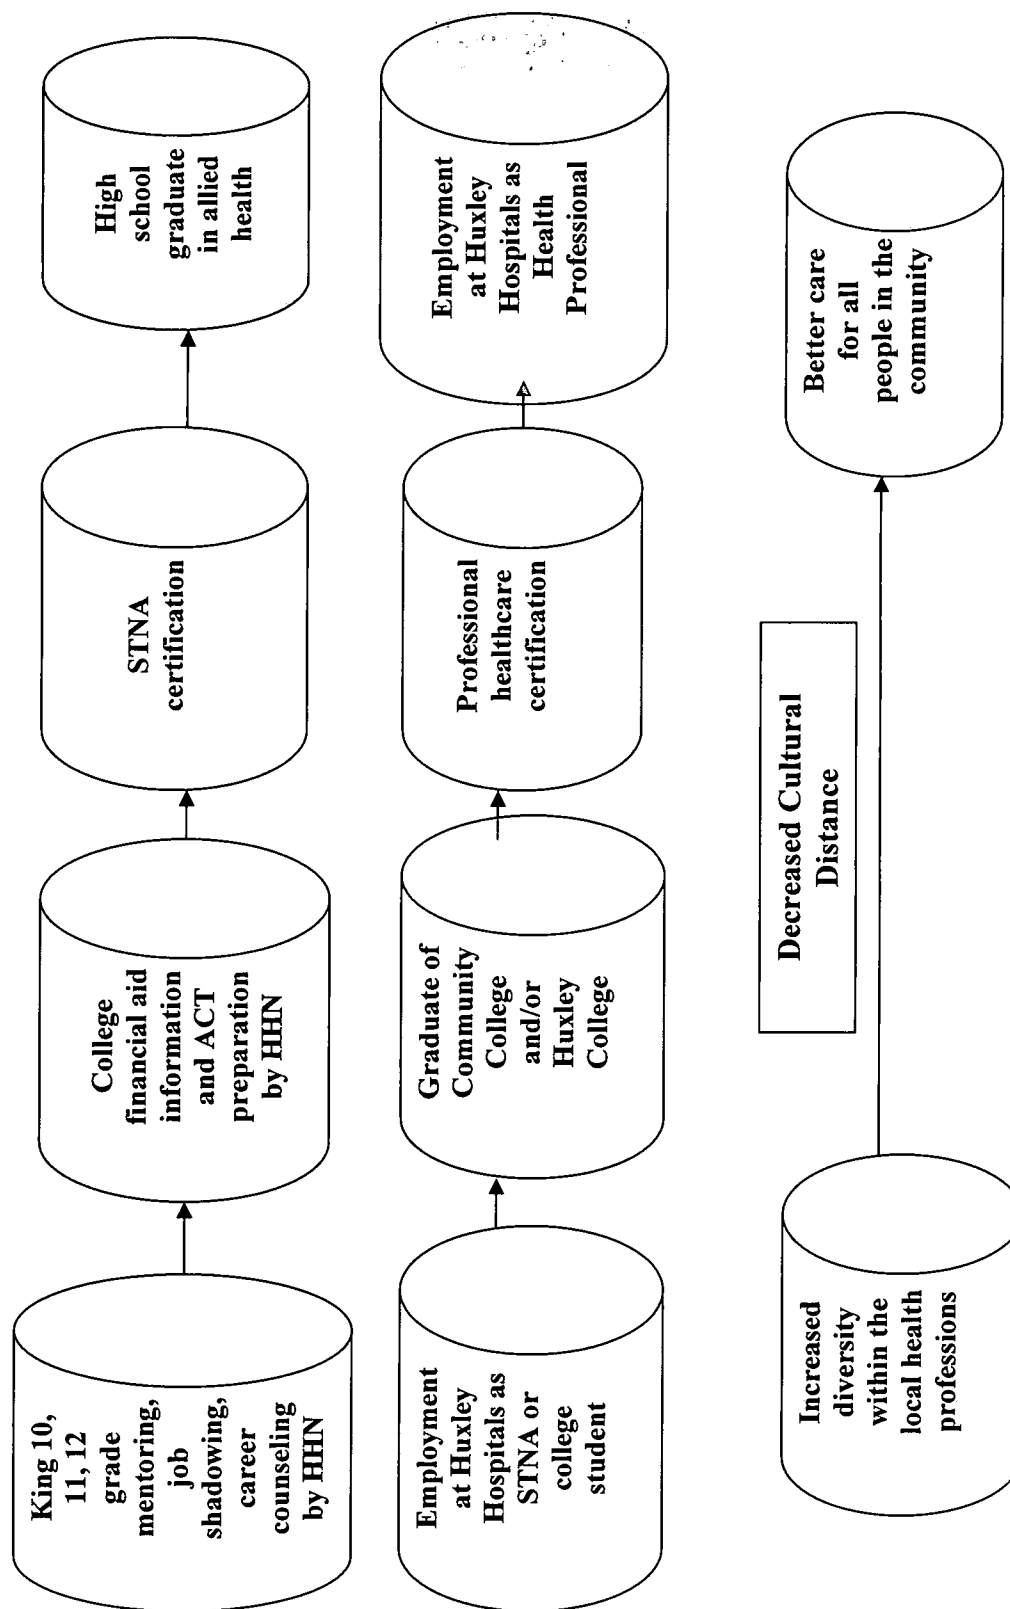 King 10,
11, 12
grade
mentoring,
job
shadowing,
career
counseling
by HHN
College
financial aid
information
and ACT
preparation
by HHN
STNA
certification
High
school
graduate
in allied
health
Employment
at Huxley
Hospitals as
STNA or
college
student
Graduate of
Community
College
and/or
Huxley
College
Professional
healthcare
certification
Employment
at Huxley
Hospitals as
Health
Professional
Increased
diversity
within the
local health
professions
Decreased Cultural
Distance
Better care
for all
people in the
community